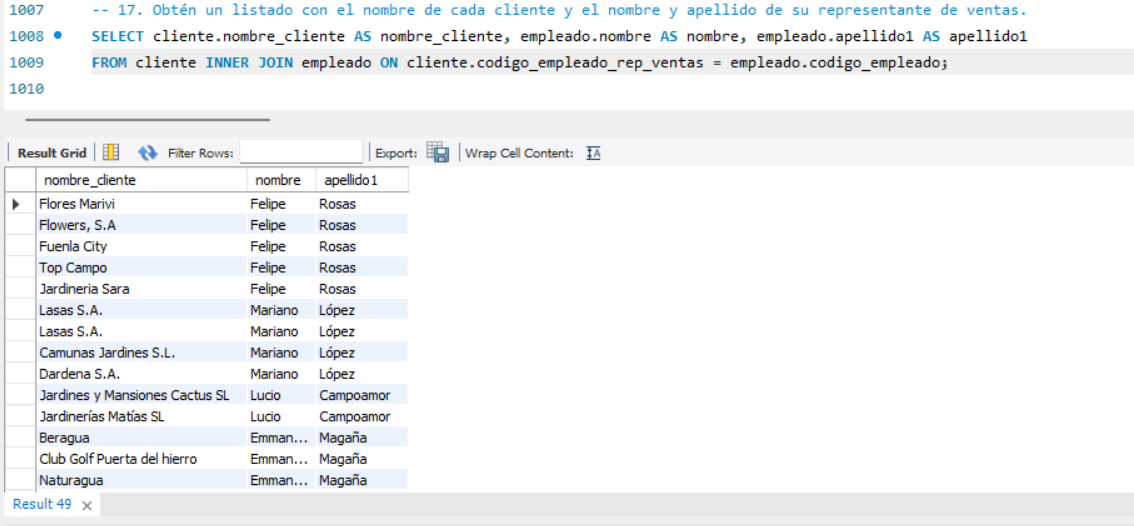 1007 -- 17. Obtén un listado con el nombre de cada cliente y el nombre y apellido de su representante de ventas.
1008 SELECT cliente.nombre_cliente AS nombre_cliente, empleado.nombre AS nombre, empleado.apellido1 AS apellido1
1009 FROM cliente INNER JOIN empleado ON cliente.codigo_empleado_rep_ventas = empleado.codigo_empleado;
1010
Result Grid Filter Rows: Export: Wrap Cell Content: IA
nombre_cliente nombre apellido1
Flores Marivi Felipe Rosas
Flowers, S.A Felipe Rosas
Fuenla City Felipe Rosas
Top Campo Felipe Rosas
Jardineria Sara Felipe Rosas
Lasas S.A. Mariano López
Lasas S.A. Mariano López
Camunas Jardines S.L. Mariano López
Dardena S.A. Mariano López
Jardines y Mansiones Cactus SL Lucio Campoamor
Jardinerías Matías SL Lucio Campoamor
Beragua Emman... Magaña
Club Golf Puerta del hierro Emman... Magaña
Naturagua Emman... Magaña
Result 49